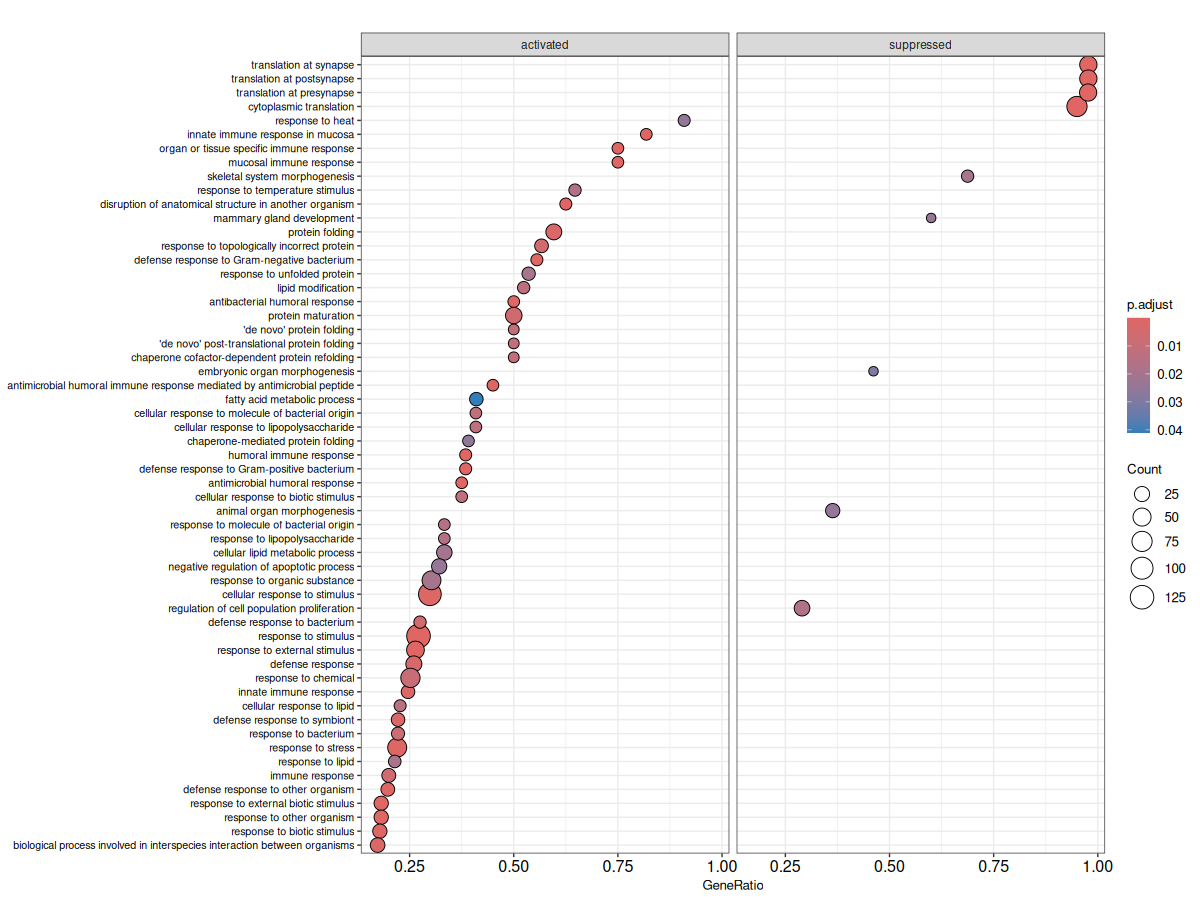 activated
suppressed
translation at synapse
translation at postsynapse
translation at presynapse
cytoplasmic translation
response to heat
innate immune response in mucosa
organ or tissue specific immune response
mucosal immune response
skeletal system morphogenesis
response to temperature stimulus
disruption of anatomical structure in another organism
mammary gland development
protein folding
response to topologically incorrect protein
defense response to Gram-negative bacterium
response to unfolded protein
lipid modification
antibacterial humoral response
protein maturation
'de novo' protein folding
'de novo' post-translational protein folding
chaperone cofactor-dependent protein refolding
embryonic organ morphogenesis
antimicrobial humoral immune response mediated by antimicrobial peptide
fatty acid metabolic process
cellular response to molecule of bacterial origin
cellular response to lipopolysaccharide
chaperone-mediated protein folding
humoral immune response
defense response to Gram-positive bacterium
antimicrobial humoral response
cellular response to biotic stimulus
animal organ morphogenesis
response to molecule of bacterial origin
response to lipopolysaccharide
cellular lipid metabolic process
negative regulation of apoptotic process
response to organic substance
cellular response to stimulus
regulation of cell population proliferation
defense response to bacterium
response to stimulus
response to external stimulus
defense response
response to chemical
innate immune response
cellular response to lipid
defense response to symbiont
response to bacterium
response to stress
response to lipid
immune response
defense response to other organism
response to external biotic stimulus
response to other organism
response to biotic stimulus
biological process involved in interspecies interaction between organisms
0.25 0.50 0.75 1.00 0.25 0.50 0.75 1.00
GeneRatio
p.adjust
0.01
0.02
0.03
0.04
Count
25
50
75
100
125